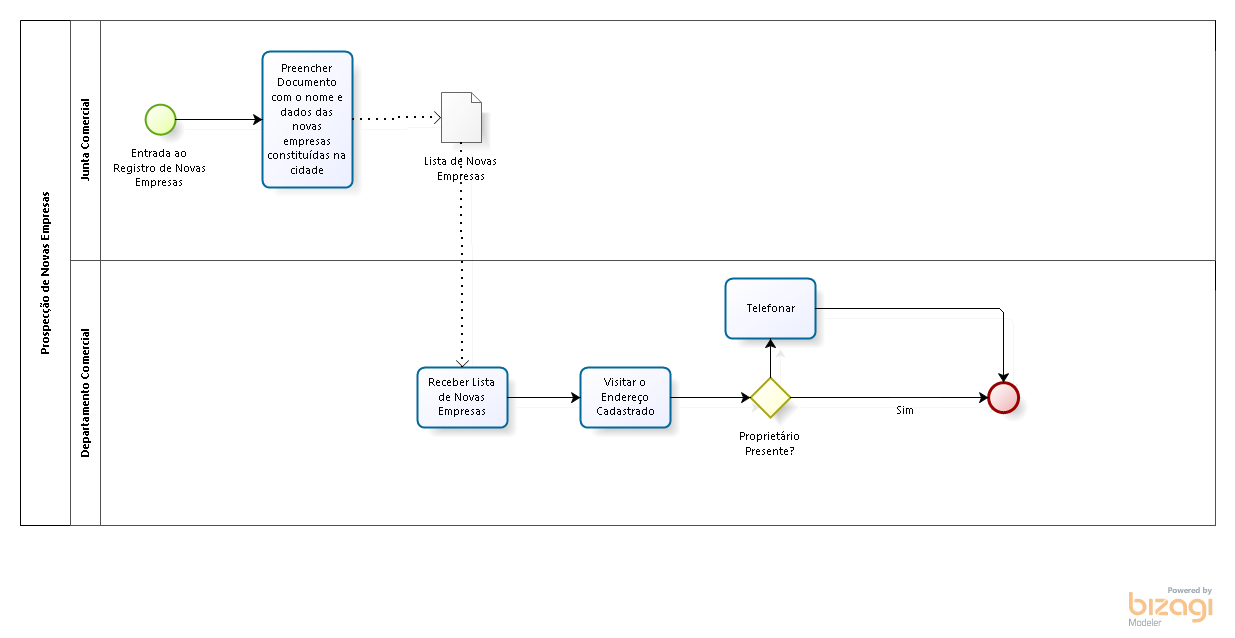 Prospecção de Novas Empresas
Junta Comercial
Entrada ao
Registro de Novas
Empresas
Preencher
Documento
com o nome e
dados das
novas
empresas
constituídas na
cidade
Lista de Novas
Empresas
Departamento Comercial
Receber Lista
de Novas
Empresas
Visitar o
Endereço
Cadastrado
Telefonar
Proprietário
Presente?
Sim
Powered by
bizagi
Modeler